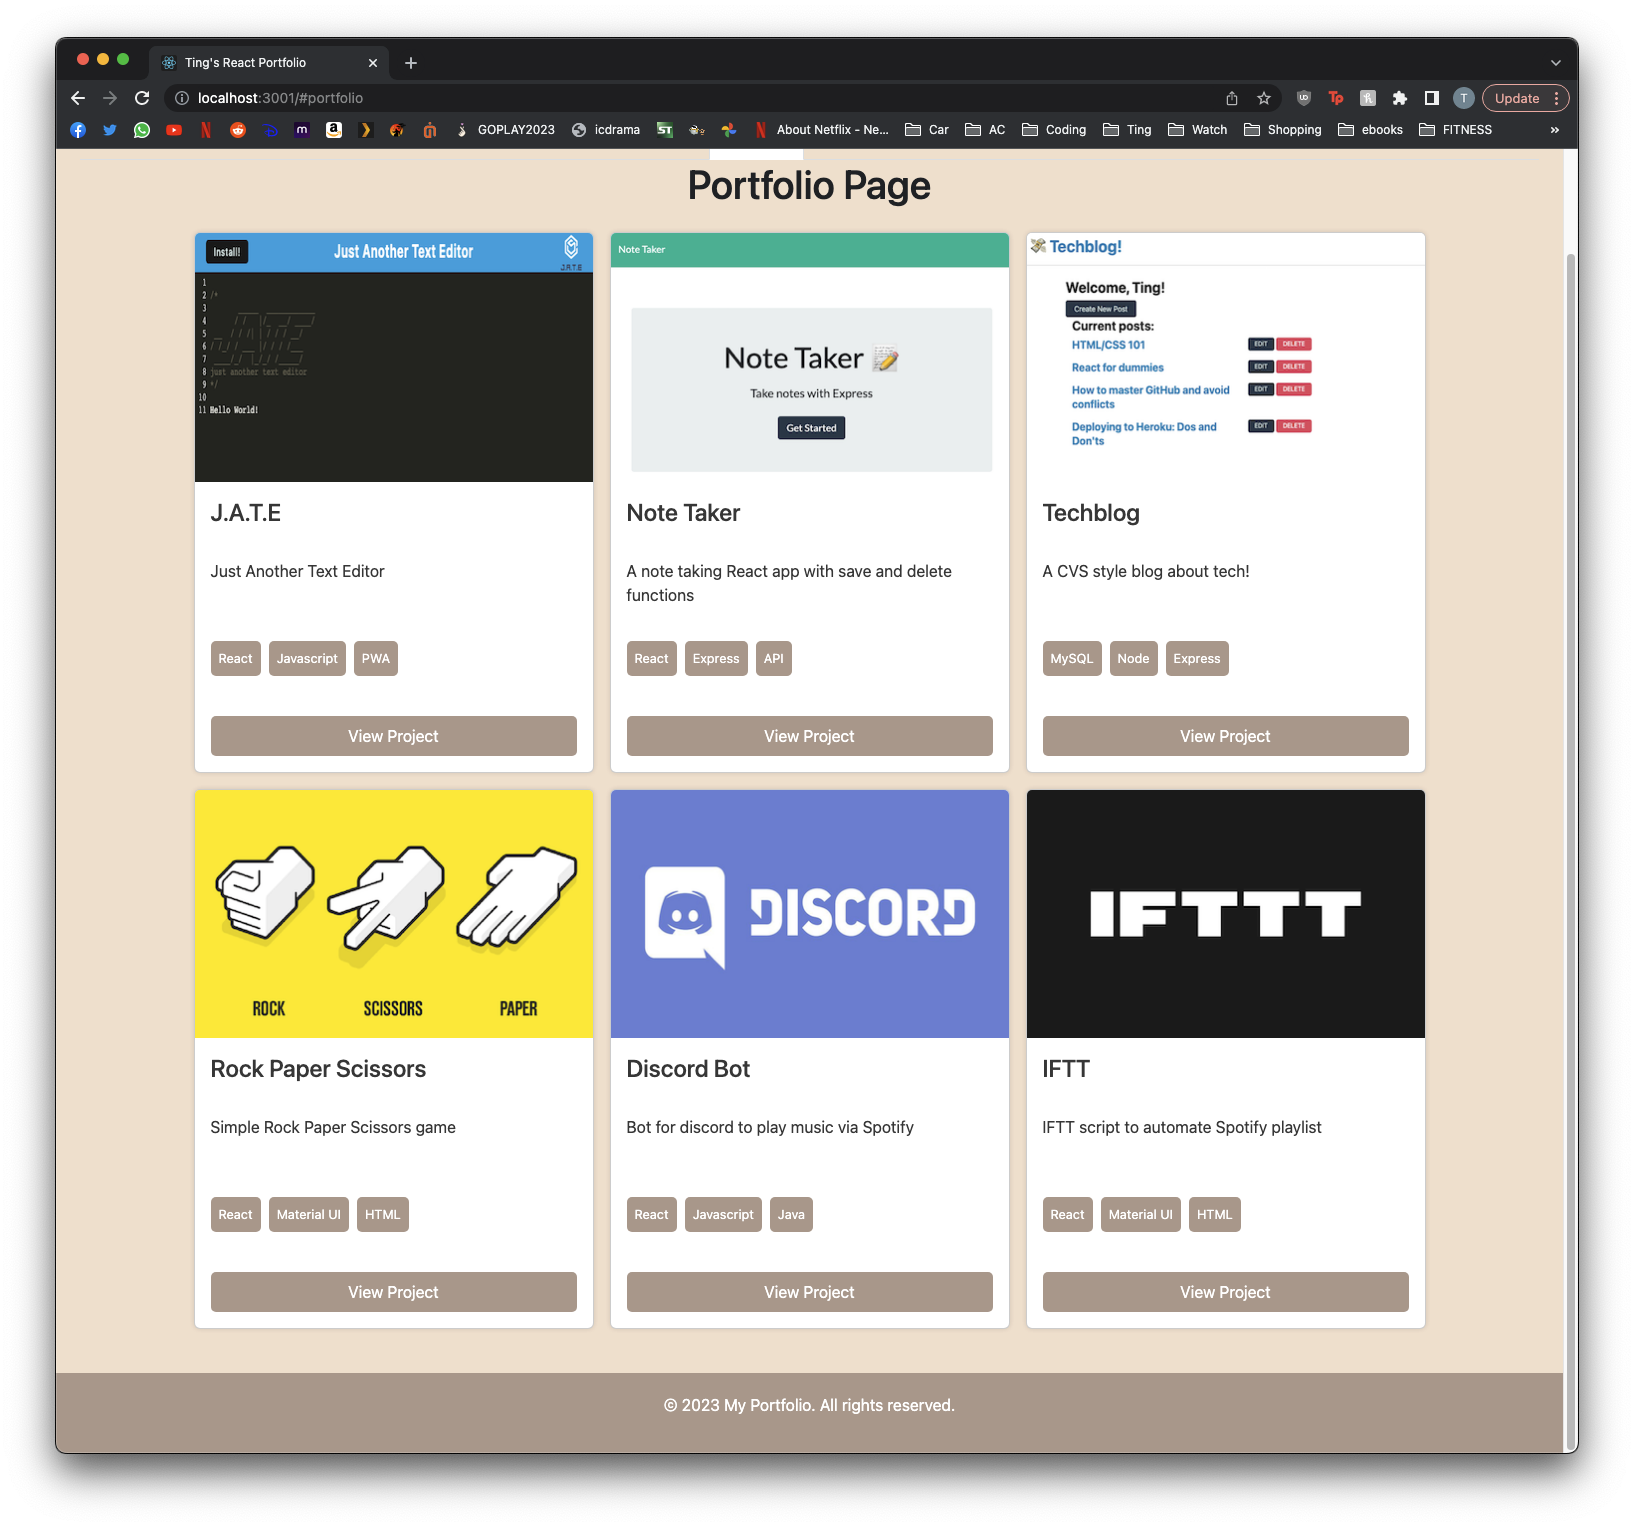 Ting's React Portfolio
localhost:3001/#portfolio
Tp
T
Update
GOPLAY2023
icdrama
ST
About Netflix - Ne...
Car
AC
Coding
Ting
Watch
Shopping
ebooks
FITNESS
»
Portfolio Page
Install!
Just Another Text Editor
J.A.T.E
1
2 /*
3
4
5
6
7
8 just another text editor
9 */
10
11 Hello World!
J.A.T.E
Just Another Text Editor
React Javascript PWA
View Project
Note Taker
Note Taker
Take notes with Express
Get Started
Note Taker
A note taking React app with save and delete
functions
React Express API
View Project
Techblog!
Welcome, Ting!
Create New Post
Current posts:
HTML/CSS 101 EDIT DELETE
React for dummies EDIT DELETE
How to master GitHub and avoid EDIT DELETE
conflicts
Deploying to Heroku: Dos and EDIT DELETE
Don'ts
Techblog
A CVS style blog about tech!
MySQL Node Express
View Project
ROCK SCISSORS PAPER
Rock Paper Scissors
Simple Rock Paper Scissors game
React Material UI HTML
View Project
DISCORD
Discord Bot
Bot for discord to play music via Spotify
React Javascript Java
View Project
IFTTT
IFTT
IFTT script to automate Spotify playlist
React Material UI HTML
View Project
© 2023 My Portfolio. All rights reserved.